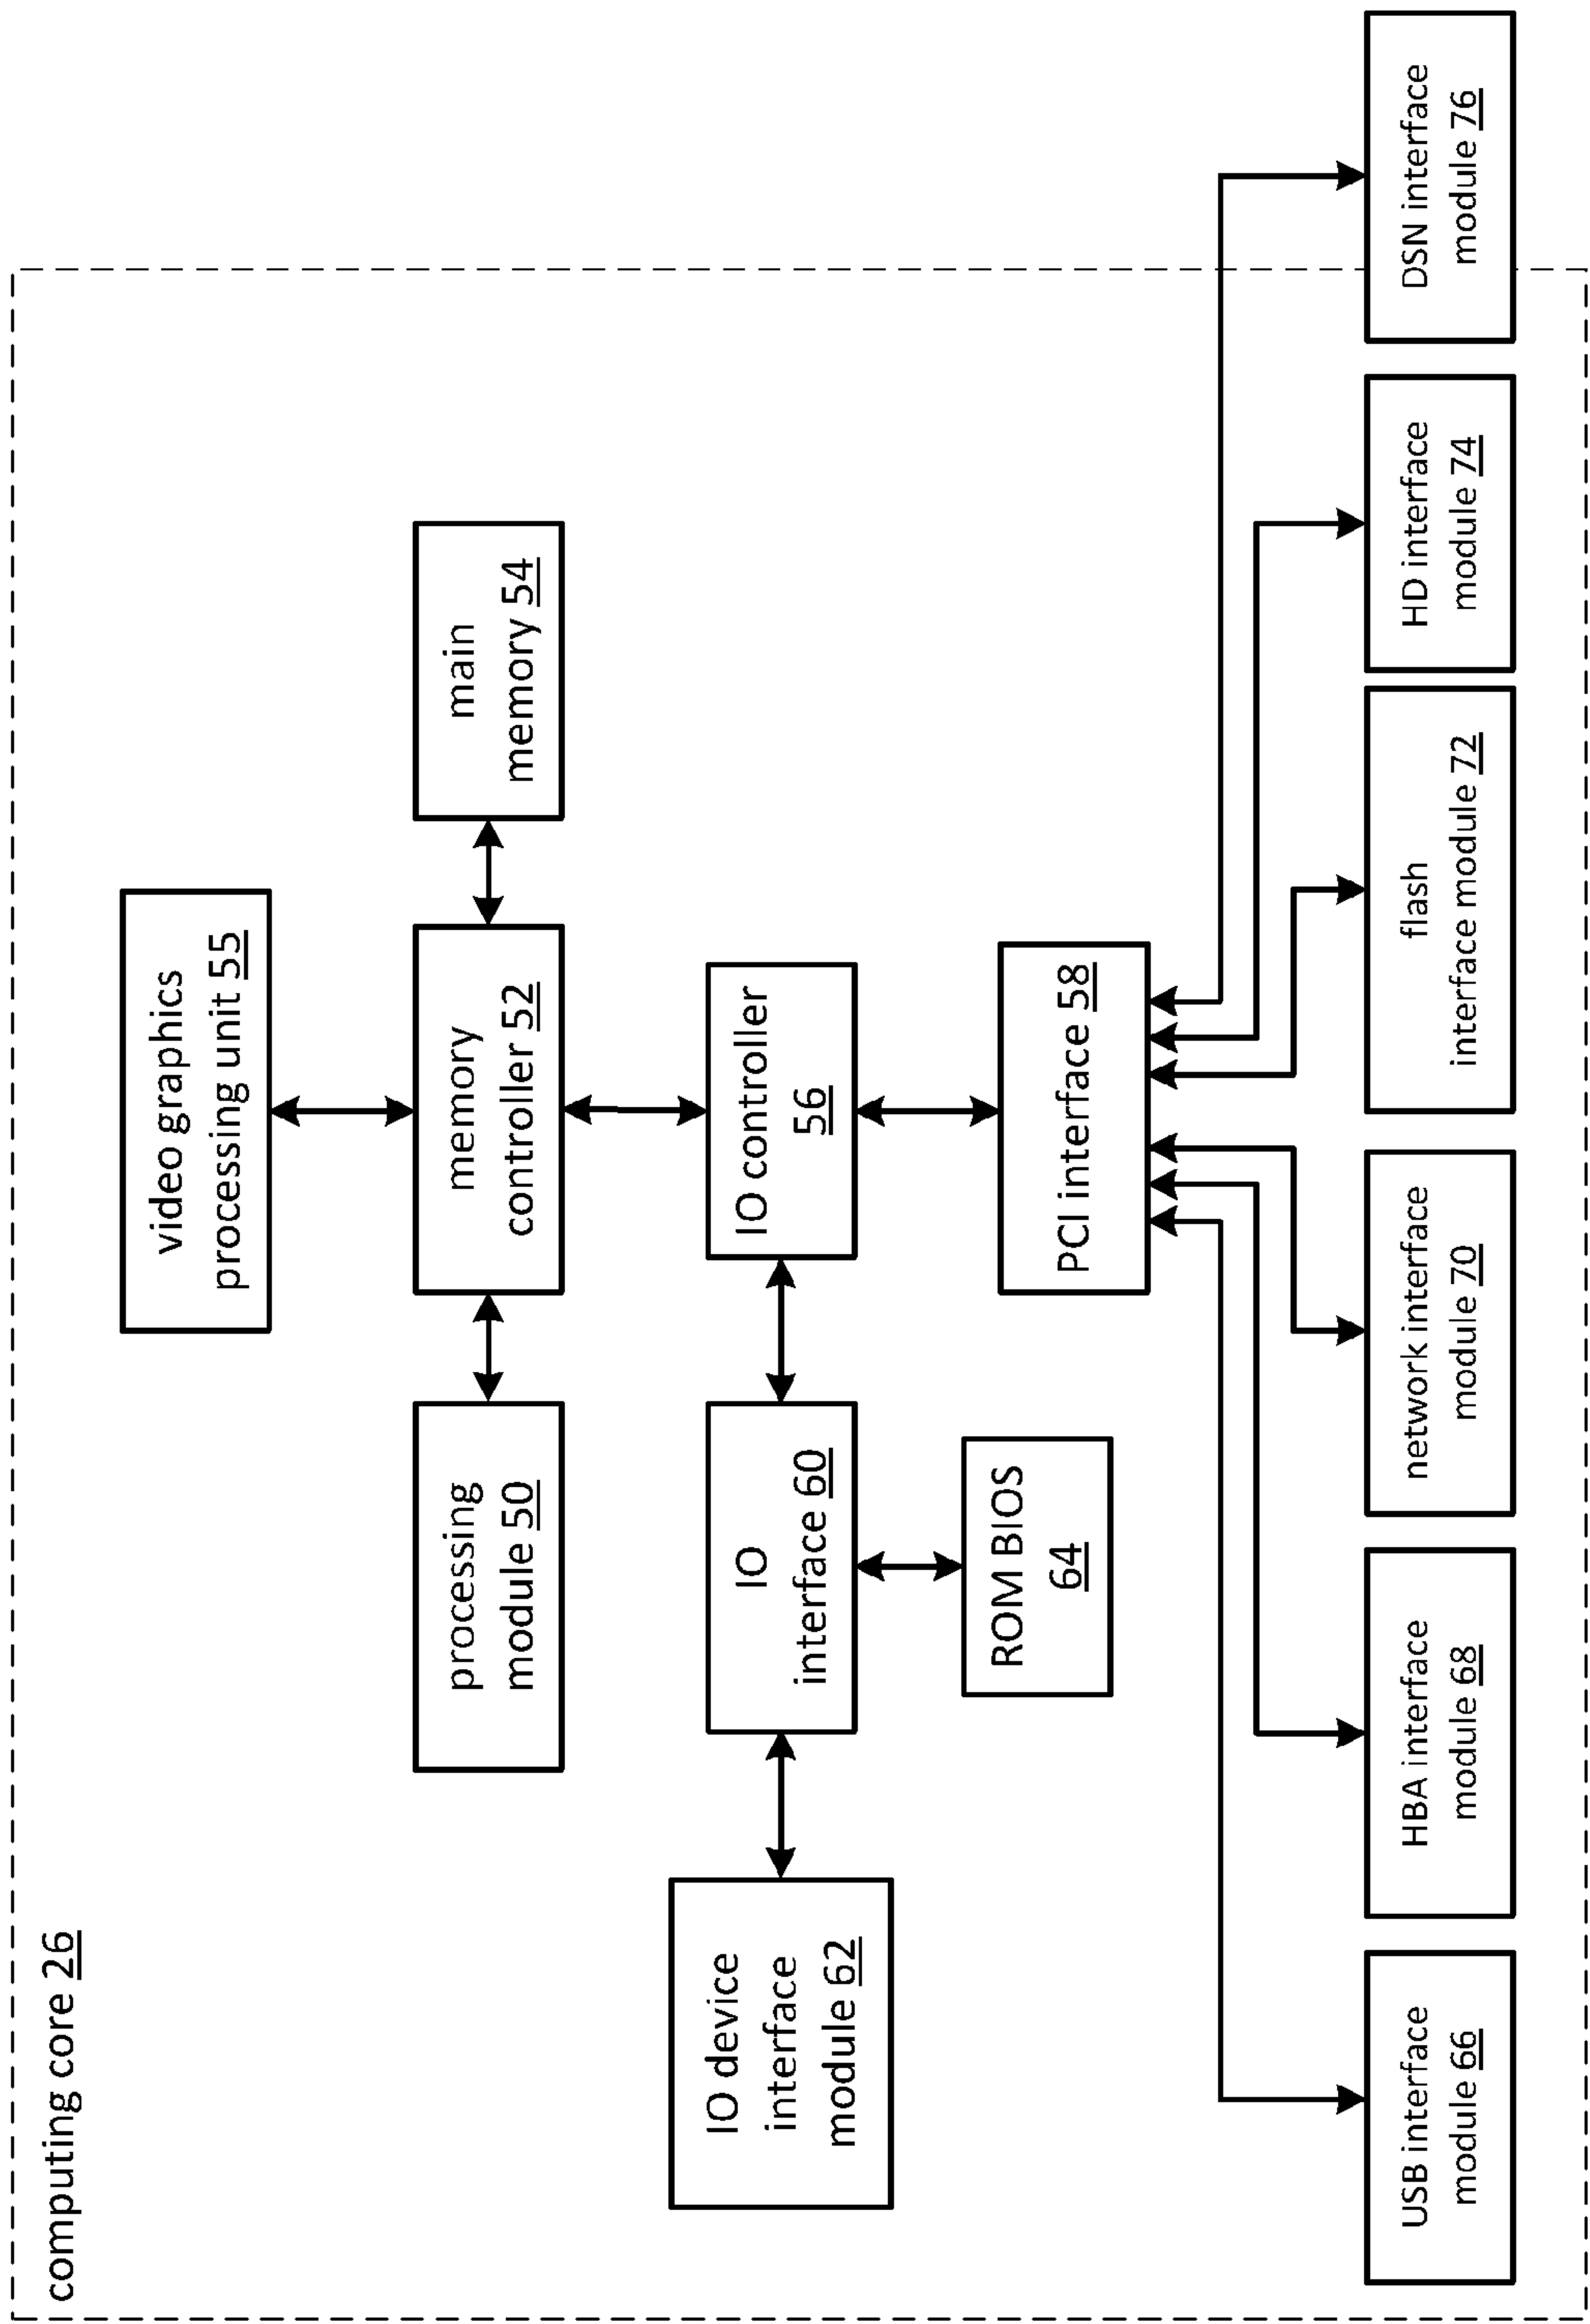 computing core 26
video graphics
processing unit 55
processing
module 50
memory
controller 52
main
memory 54
IO device
interface
module 62
IO
interface 60
IO controller
56
ROM BIOS
64
PCI interface 58
USB interface
module 66
HBA interface
module 68
network interface
module 70
flash
interface module 72
HD interface
module 74
DSN interface
module 76